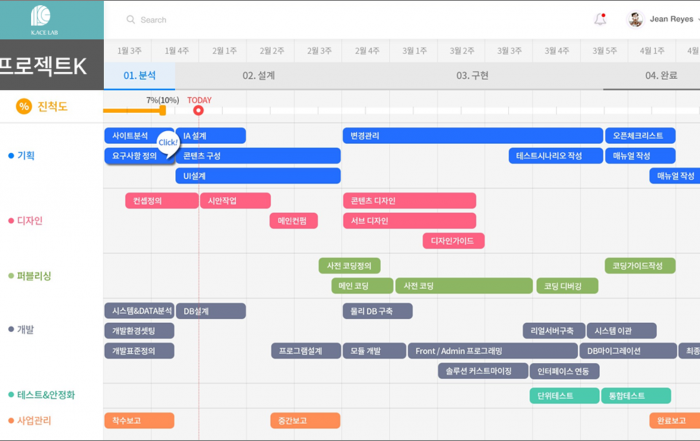 KACE LAB
Search
Jean Reyes
프로젝트K
1월 3주 1월 4주 2월 1주 2월 2주 2월 3주 2월 4주 3월 1주 3월 2주 3월 3주 3월 4주 3월 5주 4월 1주
01. 분석 02. 설계 03. 구현 04. 완료
% 진척도
7%(10%) TODAY
사이트분석 IA 설계 변경관리 오픈체크리스트
Click!
기획
요구사항 정의 콘텐츠 구성 테스트시나리오 작성 매뉴얼 작성
UI설계 매뉴얼 작성
컨셉정의 시안작업 콘텐츠 디자인
디자인
메인컨펌 서브 디자인
디자인가이드
사전 코딩정의 코딩가이드작성
퍼블리싱
메인 코딩 사전 코딩 코딩 디버깅
시스템&DATA분석 DB설계 물리 DB 구축
개발
개발환경셋팅 리얼서버구축 시스템 이관
개발표준정의 프로그램설계 모듈 개발 Front / Admin 프로그래밍 DB마이그레이션 최종
솔루션 커스트마이징 인터페이스 연동
테스트&안정화
단위테스트 통합테스트
사업관리
착수보고 중간보고 완료보고